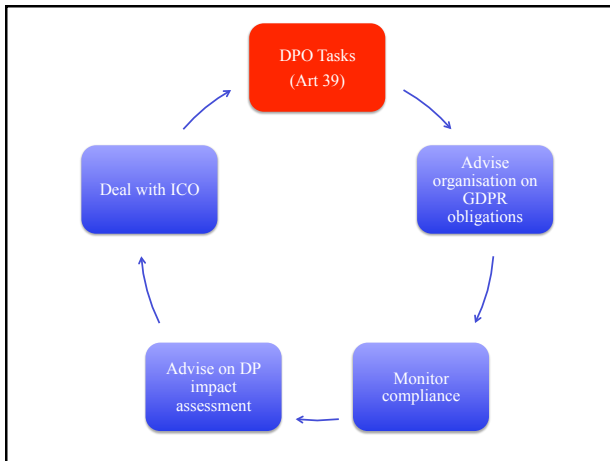 DPO Tasks
(Art 39)
Advise
organisation on
GDPR
obligations
Monitor
compliance
Advise on DP
impact
assessment
Deal with ICO